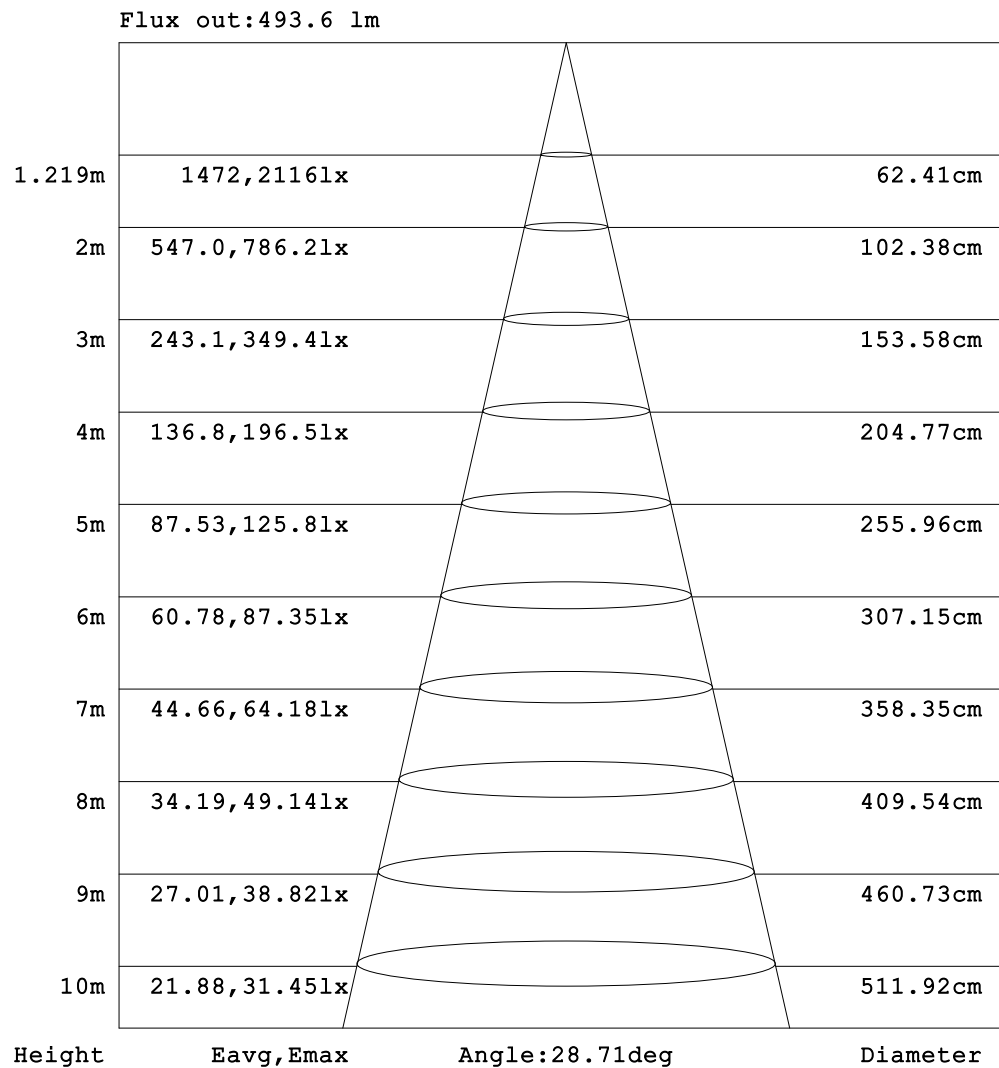 Flux out:493.6 lm
1.219m 1472,2116lx 62.41cm
2m 547.0,786.2lx 102.38cm
3m 243.1,349.4lx 153.58cm
4m 136.8,196.5lx 204.77cm
5m 87.53,125.8lx 255.96cm
6m 60.78,87.35lx 307.15cm
7m 44.66,64.18lx 358.35cm
8m 34.19,49.14lx 409.54cm
9m 27.01,38.82lx 460.73cm
10m 21.88,31.45lx 511.92cm
Height Eavg,Emax Angle:28.71deg Diameter